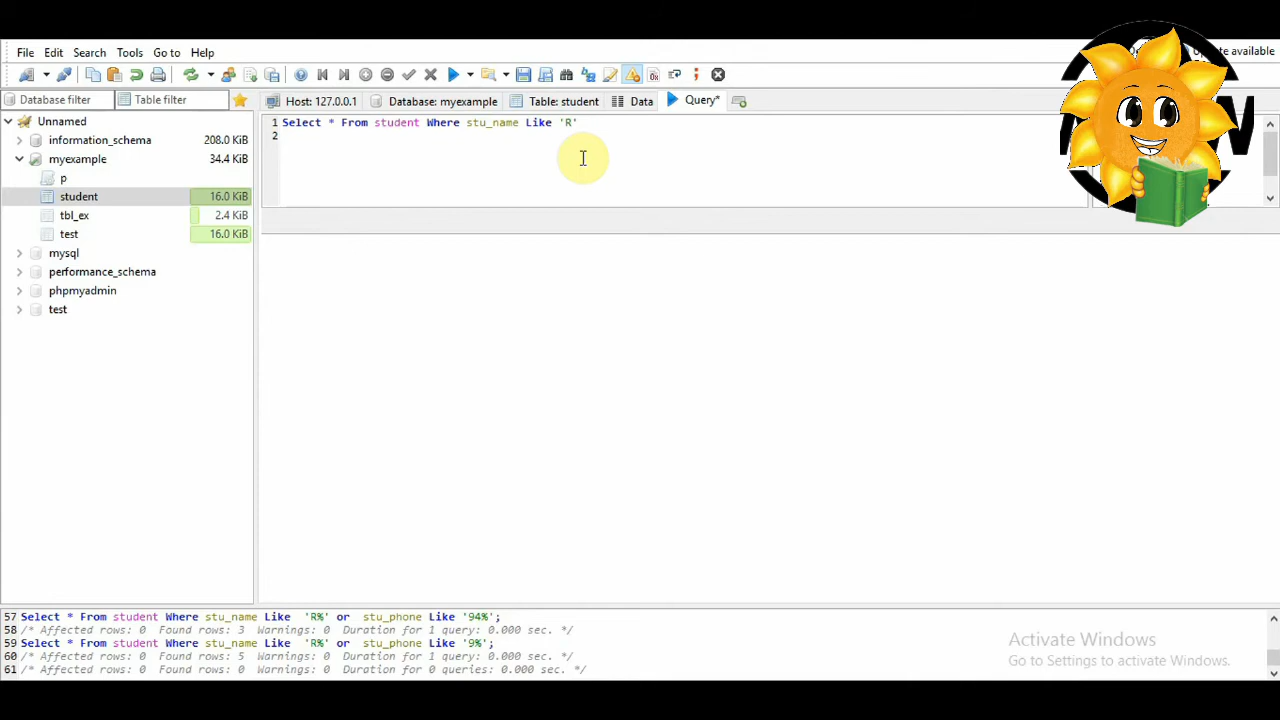 File Edit Search Tools Go to Help
Update available
Database filter Table filter Host: 127.0.0.1 Database: myexample Table: student Data Query*
Unnamed
information_schema 208.0 KiB
myexample 34.4 KiB
p
student 16.0 KiB
tbl_ex 2.4 KiB
test 16.0 KiB
mysql
performance_schema
phpmyadmin
test
1 Select * From student Where stu_name Like 'R'
2
57 Select * From student Where stu_name Like 'R%' or stu_phone Like '94%';
58 /* Affected rows: 0 Found rows: 3 Warnings: 0 Duration for 1 query: 0.000 sec. */
59 Select * From student Where stu_name Like 'R%' or stu_phone Like '9%';
60 /* Affected rows: 0 Found rows: 5 Warnings: 0 Duration for 1 query: 0.000 sec. */
61 /* Affected rows: 0 Found rows: 0 Warnings: 0 Duration for 0 queries: 0.000 sec. */
Activate Windows
Go to Settings to activate Windows.